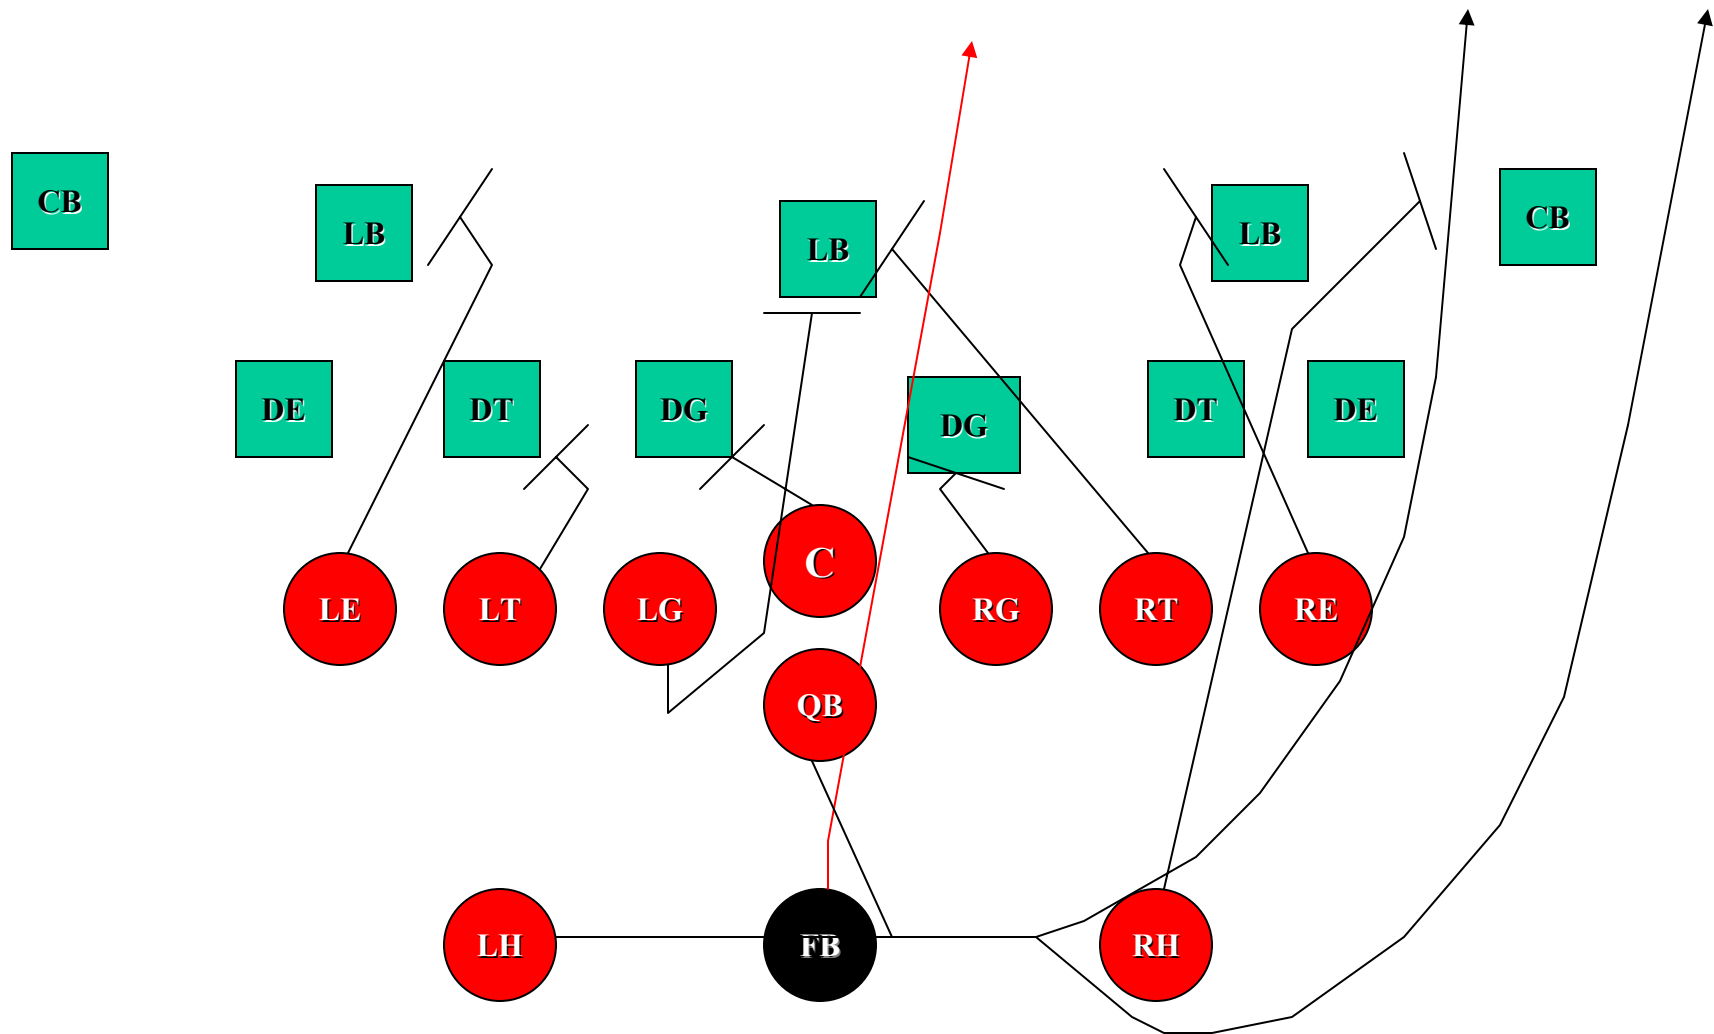 CB
LB
LB
LB
CB
DE
DT
DG
DG
DT
DE
LE
LT
LG
C
RG
RT
RE
QB
LH
FB
RH